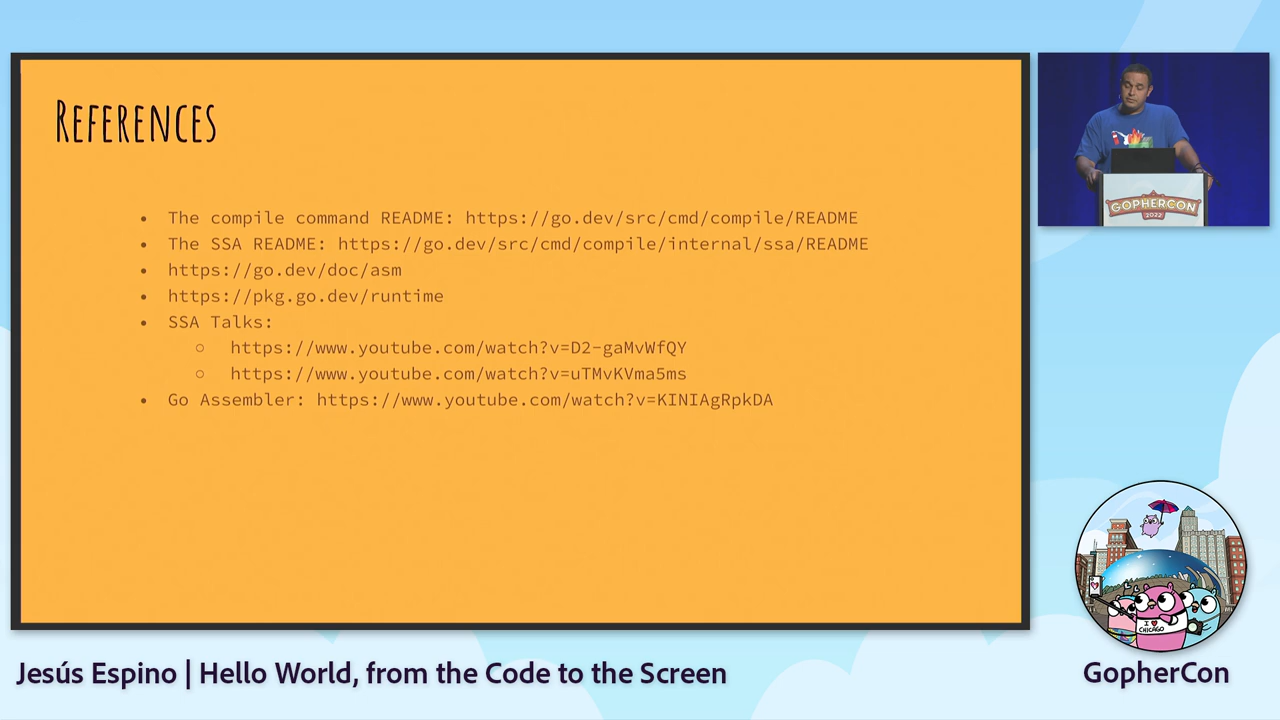 References
• The compile command README: https://go.dev/src/cmd/compile/README
• The SSA README: https://go.dev/src/cmd/compile/internal/ssa/README
• https://go.dev/doc/asm
• https://pkg.go.dev/runtime
• SSA Talks:
○ https://www.youtube.com/watch?v=D2-gaMvWfQY
○ https://www.youtube.com/watch?v=uTMvKVma5ms
• Go Assembler: https://www.youtube.com/watch?v=KINIAgRpkDA
GOPHERCON
2022
I ♥
CHICAGO
Jesús Espino | Hello World, from the Code to the Screen
GopherCon